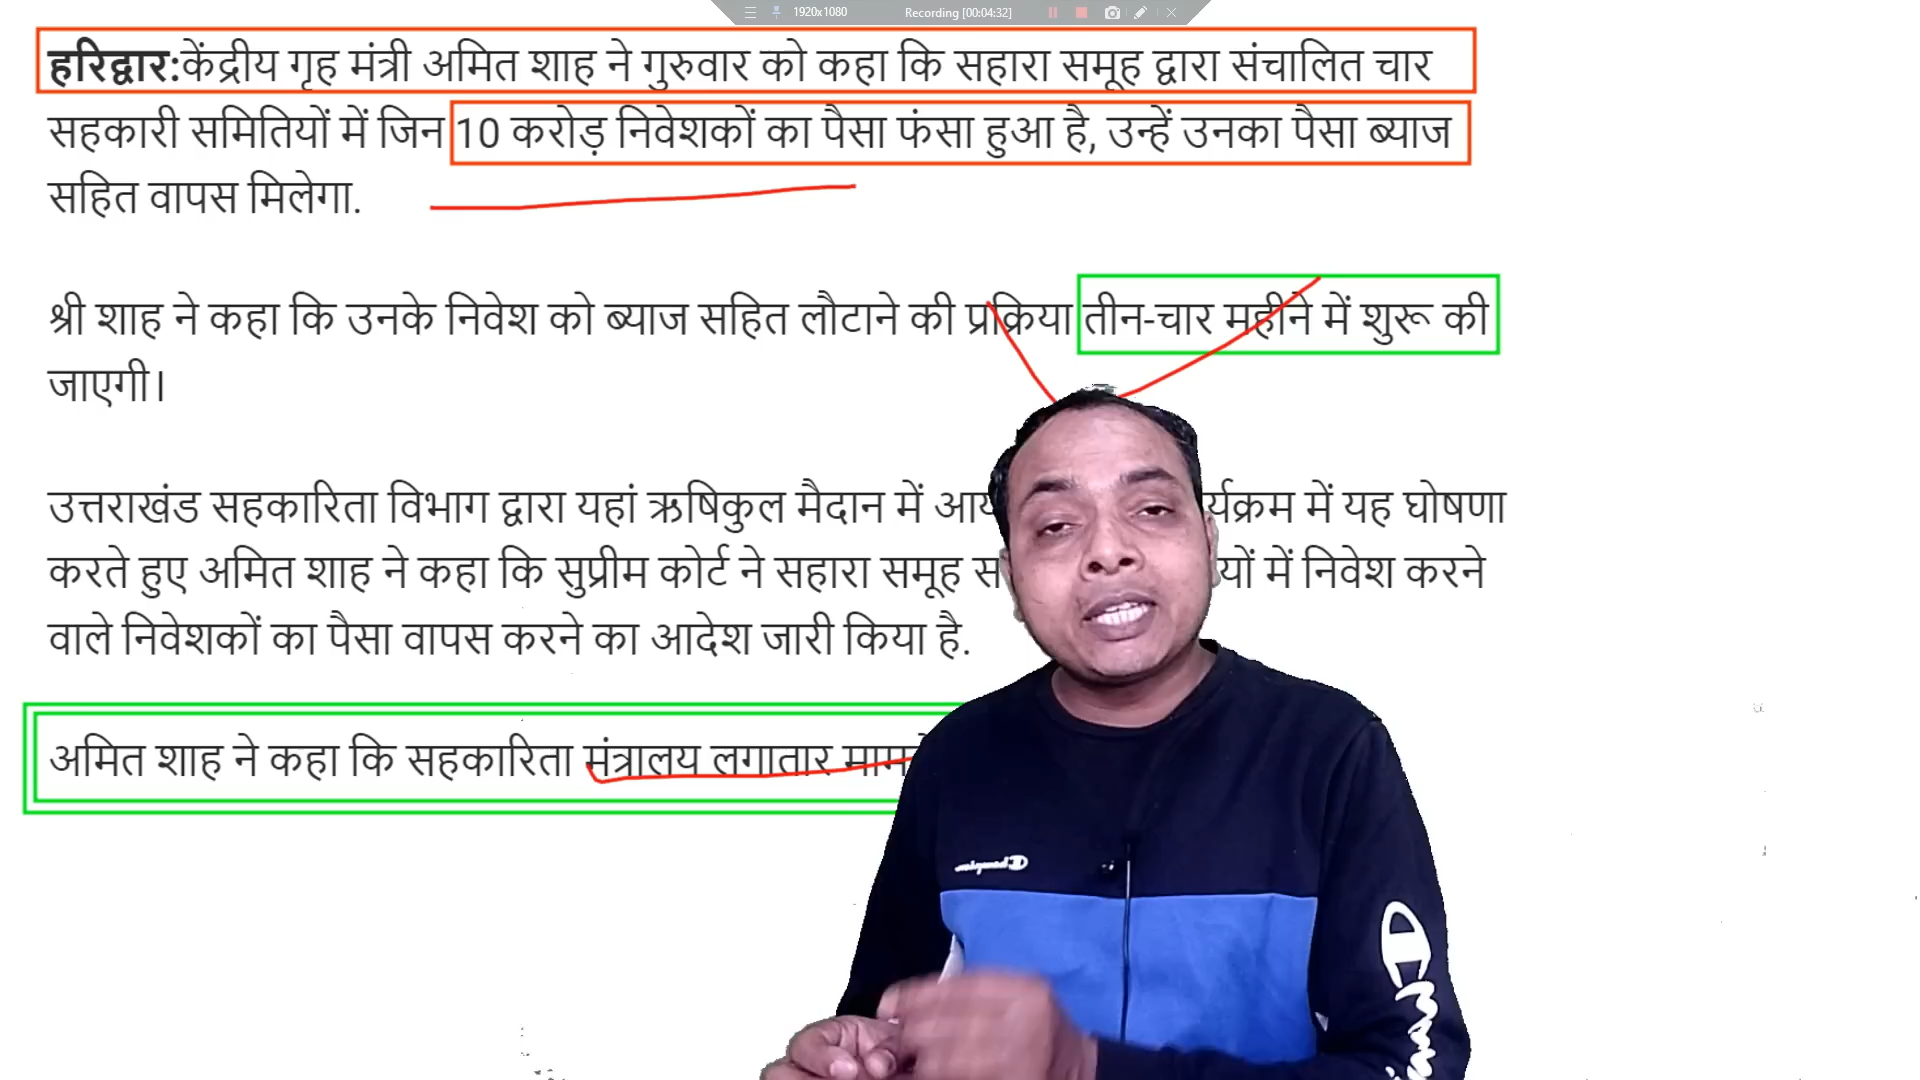 1920x1080 Recording [00:04:32]
हरिद्वार:केंद्रीय गृह मंत्री अमित शाह ने गुरुवार को कहा कि सहारा समूह द्वारा संचालित चार
सहकारी समितियों में जिन 10 करोड़ निवेशकों का पैसा फंसा हुआ है, उन्हें उनका पैसा ब्याज
सहित वापस मिलेगा.
श्री शाह ने कहा कि उनके निवेश को ब्याज सहित लौटाने की प्रक्रिया तीन-चार महीने में शुरू की
जाएगी।
उत्तराखंड सहकारिता विभाग द्वारा यहां ऋषिकुल मैदान में में यह घोषणा
करते हुए अमित शाह ने कहा कि सुप्रीम कोर्ट ने सहारा समूह में निवेश करने
वाले निवेशकों का पैसा वापस करने का आदेश जारी किया है.
अमित शाह ने कहा कि सहकारिता मंत्रालय लगातार